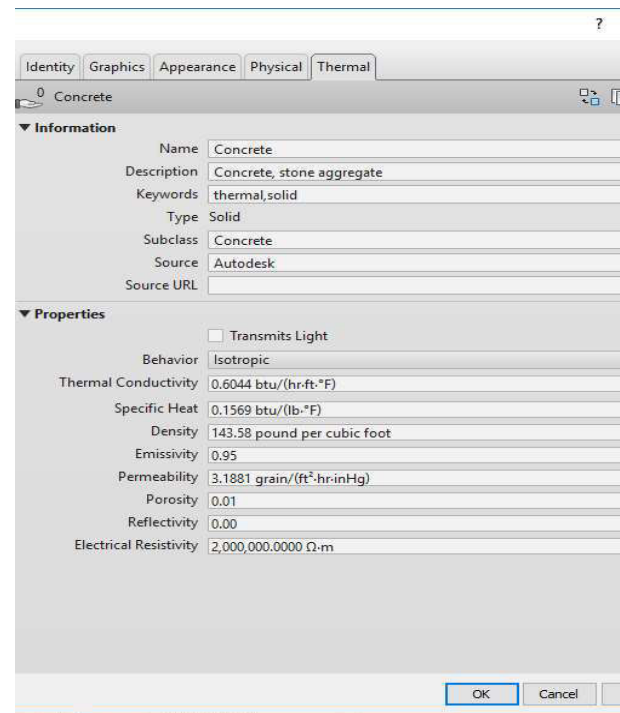 ?
Identity Graphics Appearance Physical Thermal
0 Concrete
Information
Name Concrete
Description Concrete, stone aggregate
Keywords thermal,solid
Type Solid
Subclass Concrete
Source Autodesk
Source URL
Properties
Transmits Light
Behavior Isotropic
Thermal Conductivity 0.6044 btu/(hr·ft·°F)
Specific Heat 0.1569 btu/(lb·°F)
Density 143.58 pound per cubic foot
Emissivity 0.95
Permeability 3.1881 grain/(ft²·hr·inHg)
Porosity 0.01
Reflectivity 0.00
Electrical Resistivity 2,000,000.0000 Ω·m
OK Cancel